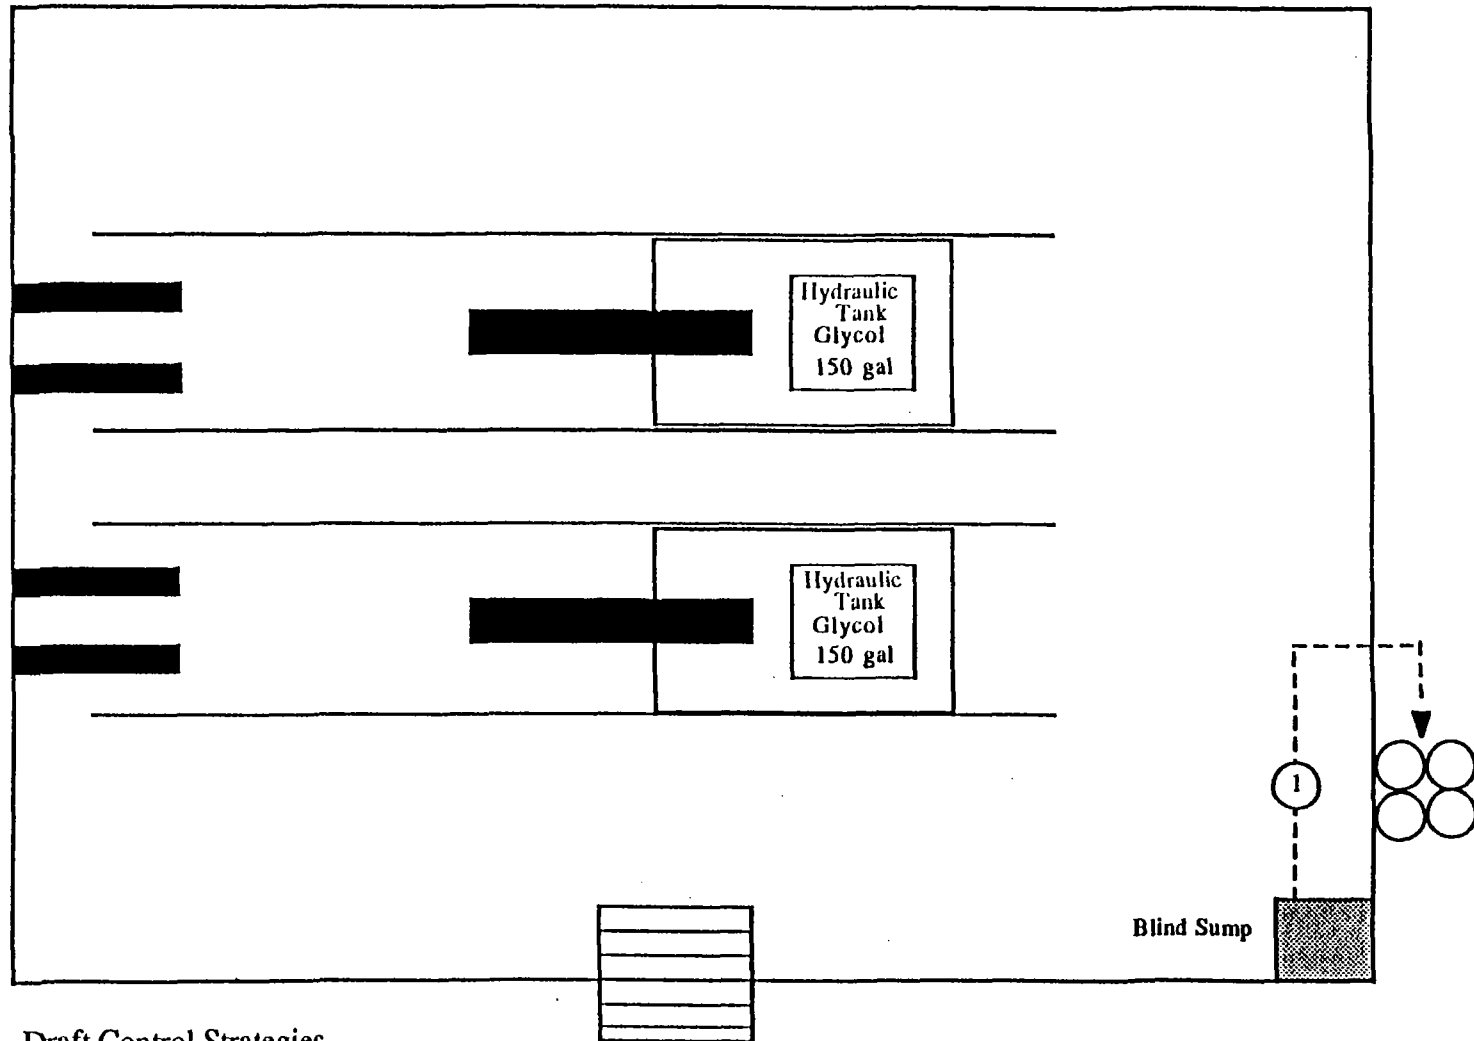 Hydraulic
Tank
Glycol
150 gal
Hydraulic
Tank
Glycol
150 gal
1
Blind Sump
Draft Control Strategies